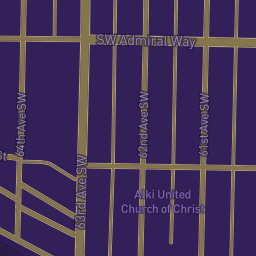 SW Admiral Way
64th Ave SW
62nd Ave SW
61st Ave SW
St
63rd Ave SW
Alki United
Church of Christ